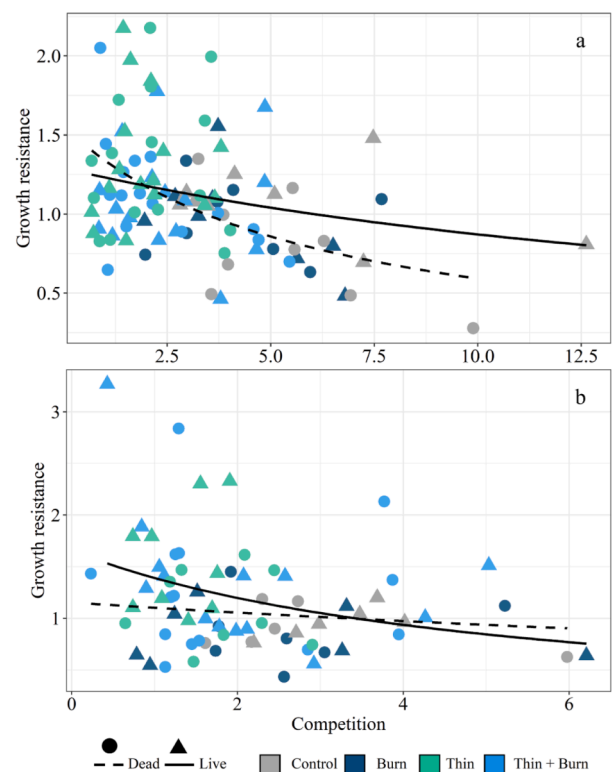 a
Growth resistance
2.0
1.5
1.0
0.5
2.5 5.0 7.5 10.0 12.5
b
Growth resistance
3
2
1
0 2 4 6
Competition
Dead Live Control Burn Thin Thin + Burn